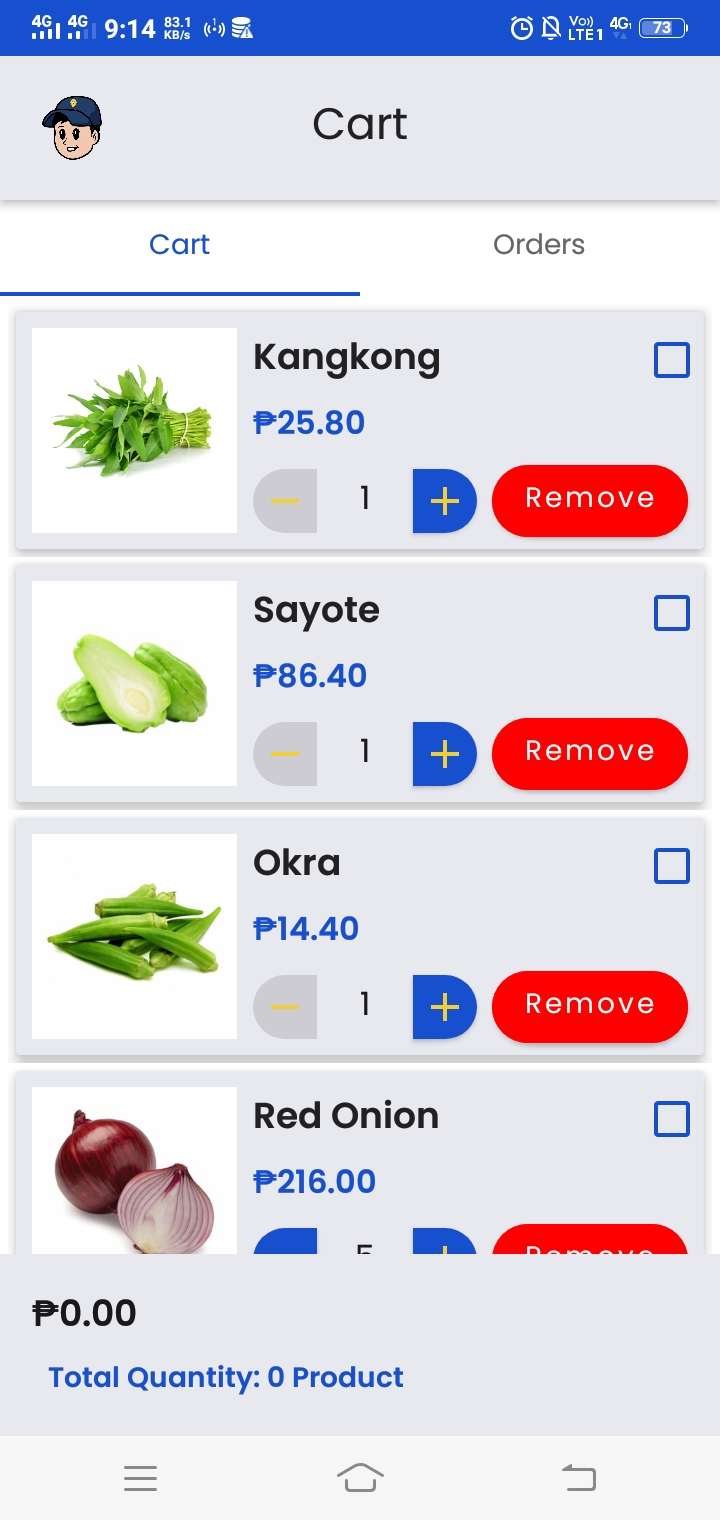 4G 4G 9:14 83.1 KB/s Vo)) LTE1 4G 73
Cart
Cart Orders
Kangkong
₱25.80
1 Remove
Sayote
₱86.40
1 Remove
Okra
₱14.40
1 Remove
Red Onion
₱216.00
5 Remove
₱0.00
Total Quantity: 0 Product